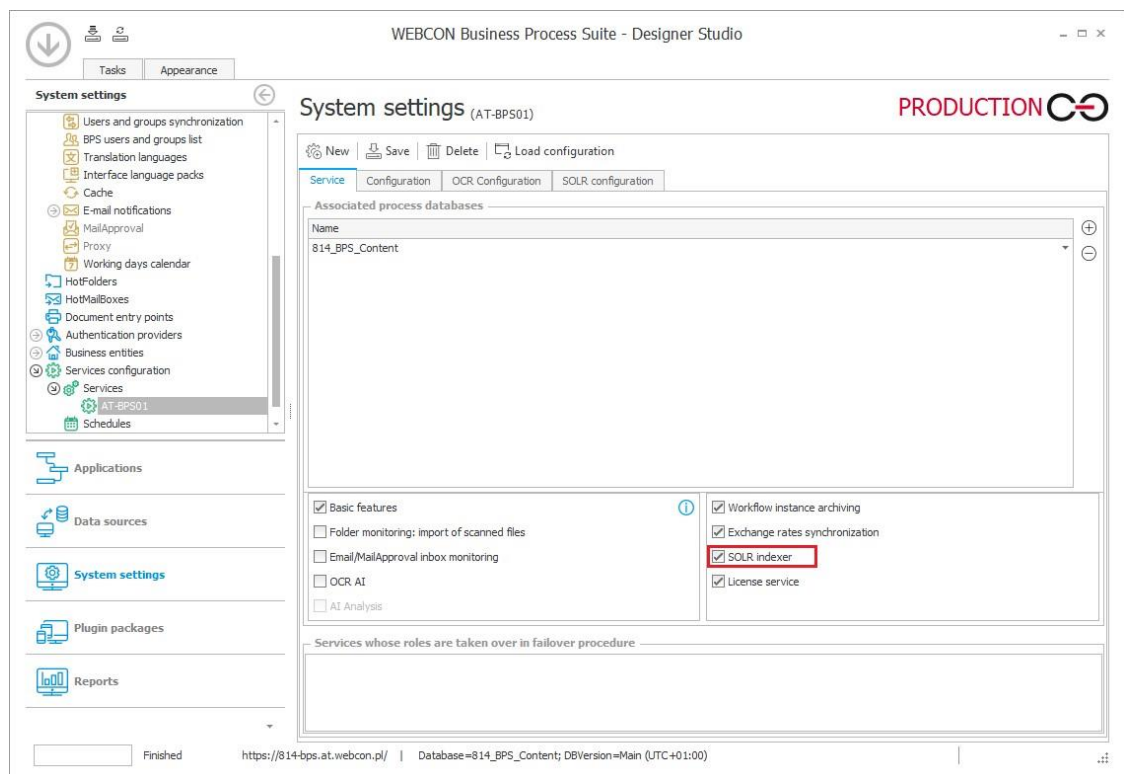 WEBCON Business Process Suite - Designer Studio
Tasks Appearance
System settings
Users and groups synchronization
BPS users and groups list
Translation languages
Interface language packs
Cache
E-mail notifications
MailApproval
Proxy
Working days calendar
HotFolders
HotMailBoxes
Document entry points
Authentication providers
Business entities
Services configuration
Services
AT-BPS01
Schedules
Applications
Data sources
System settings
Plugin packages
Reports
System settings (AT-BPS01)
PRODUCTION
New Save Delete Load configuration
Service Configuration OCR Configuration SOLR configuration
Associated process databases
Name
814_BPS_Content
Basic features
Folder monitoring: import of scanned files
Email/MailApproval inbox monitoring
OCR AI
AI Analysis
Workflow instance archiving
Exchange rates synchronization
SOLR indexer
License service
Services whose roles are taken over in failover procedure
Finished https://814-bps.at.webcon.pl/ | Database=814_BPS_Content; DBVersion=Main (UTC+01:00)